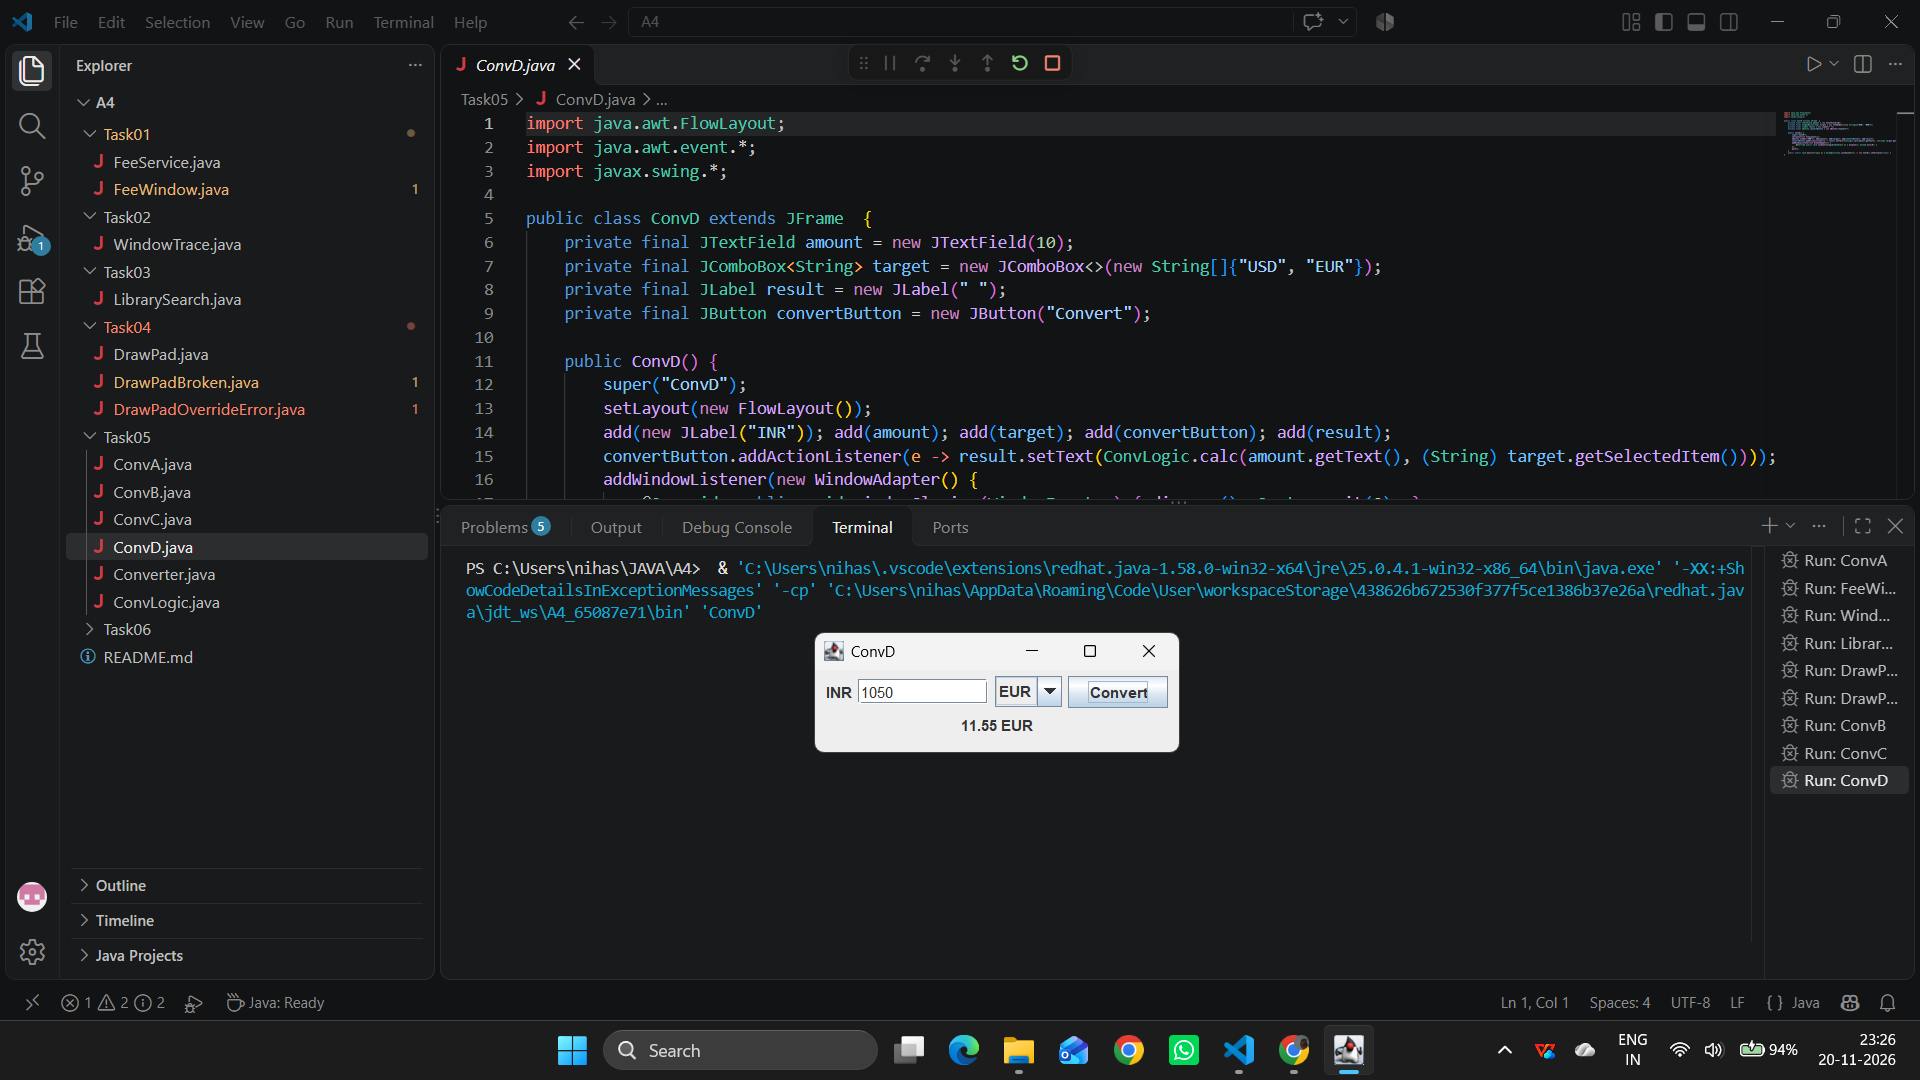 File Edit Selection View Go Run Terminal Help
A4
Explorer
A4
Task01
FeeService.java
FeeWindow.java 1
Task02
WindowTrace.java
Task03
LibrarySearch.java
Task04
DrawPad.java
DrawPadBroken.java 1
DrawPadOverrideError.java 1
Task05
ConvA.java
ConvB.java
ConvC.java
ConvD.java
Converter.java
ConvLogic.java
Task06
README.md
Outline
Timeline
Java Projects
1
ConvD.java
Task05 > ConvD.java > ...
1 import java.awt.FlowLayout;
2 import java.awt.event.*;
3 import javax.swing.*;
4
5 public class ConvD extends JFrame  {
6 private final JTextField amount = new JTextField(10);
7 private final JComboBox<String> target = new JComboBox<>(new String[]{"USD", "EUR"});
8 private final JLabel result = new JLabel(" ");
9 private final JButton convertButton = new JButton("Convert");
10
11 public ConvD() {
12 super("ConvD");
13 setLayout(new FlowLayout());
14 add(new JLabel("INR")); add(amount); add(target); add(convertButton); add(result);
15 convertButton.addActionListener(e -> result.setText(ConvLogic.calc(amount.getText(), (String) target.getSelectedItem())));
16 addWindowListener(new WindowAdapter() {
Problems 5 Output Debug Console Terminal Ports
PS C:\Users\nihas\JAVA\A4>  & 'C:\Users\nihas\.vscode\extensions\redhat.java-1.58.0-win32-x64\jre\25.0.4.1-win32-x86_64\bin\java.exe' '-XX:+Sh
owCodeDetailsInExceptionMessages' '-cp' 'C:\Users\nihas\AppData\Roaming\Code\User\workspaceStorage\438626b672530f377f5ce1386b37e26a\redhat.jav
a\jdt_ws\A4_65087e71\bin' 'ConvD'
Run: ConvA
Run: FeeWi...
Run: Wind...
Run: Librar...
Run: DrawP...
Run: DrawP...
Run: ConvB
Run: ConvC
Run: ConvD
ConvD
INR 1050 EUR Convert
11.55 EUR
1 2 2 Java: Ready
Ln 1, Col 1 Spaces: 4 UTF-8 LF { } Java
Search
ENG
IN
94%
23:26
20-11-2026